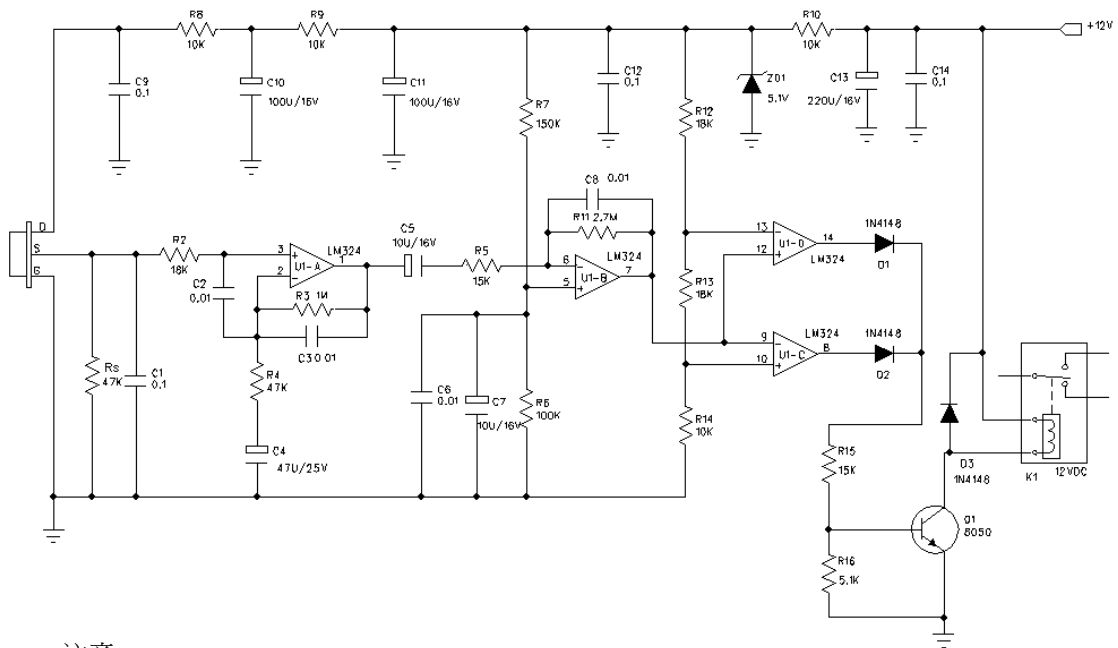 R8
10K
R9
10K
R10
10K
+12V
C9
0.1
C10
100U/16V
C11
100U/16V
C12
0.1
ZD1
5.1V
C13
220U/16V
C14
0.1
R7
150K
R12
18K
D
S
G
R2
18K
C2
0.01
3
+
2
-
U1-A
1
LM324
R3 1M
C3 0.01
C5
10U/16V
R5
15K
C8 0.01
R11 2.7M
6
-
5
+
U1-B
7
LM324
13
-
12
+
U1-D
14
LM324
1N4148
D1
R13
18K
9
-
10
+
U1-C
8
LM324
1N4148
D2
Rs
47K
C1
0.1
R4
47K
C4
47U/25V
C6
0.01
C7
10U/16V
R6
100K
R14
10K
R15
15K
R16
5.1K
D3
1N4148
K1
12VDC
Q1
8050